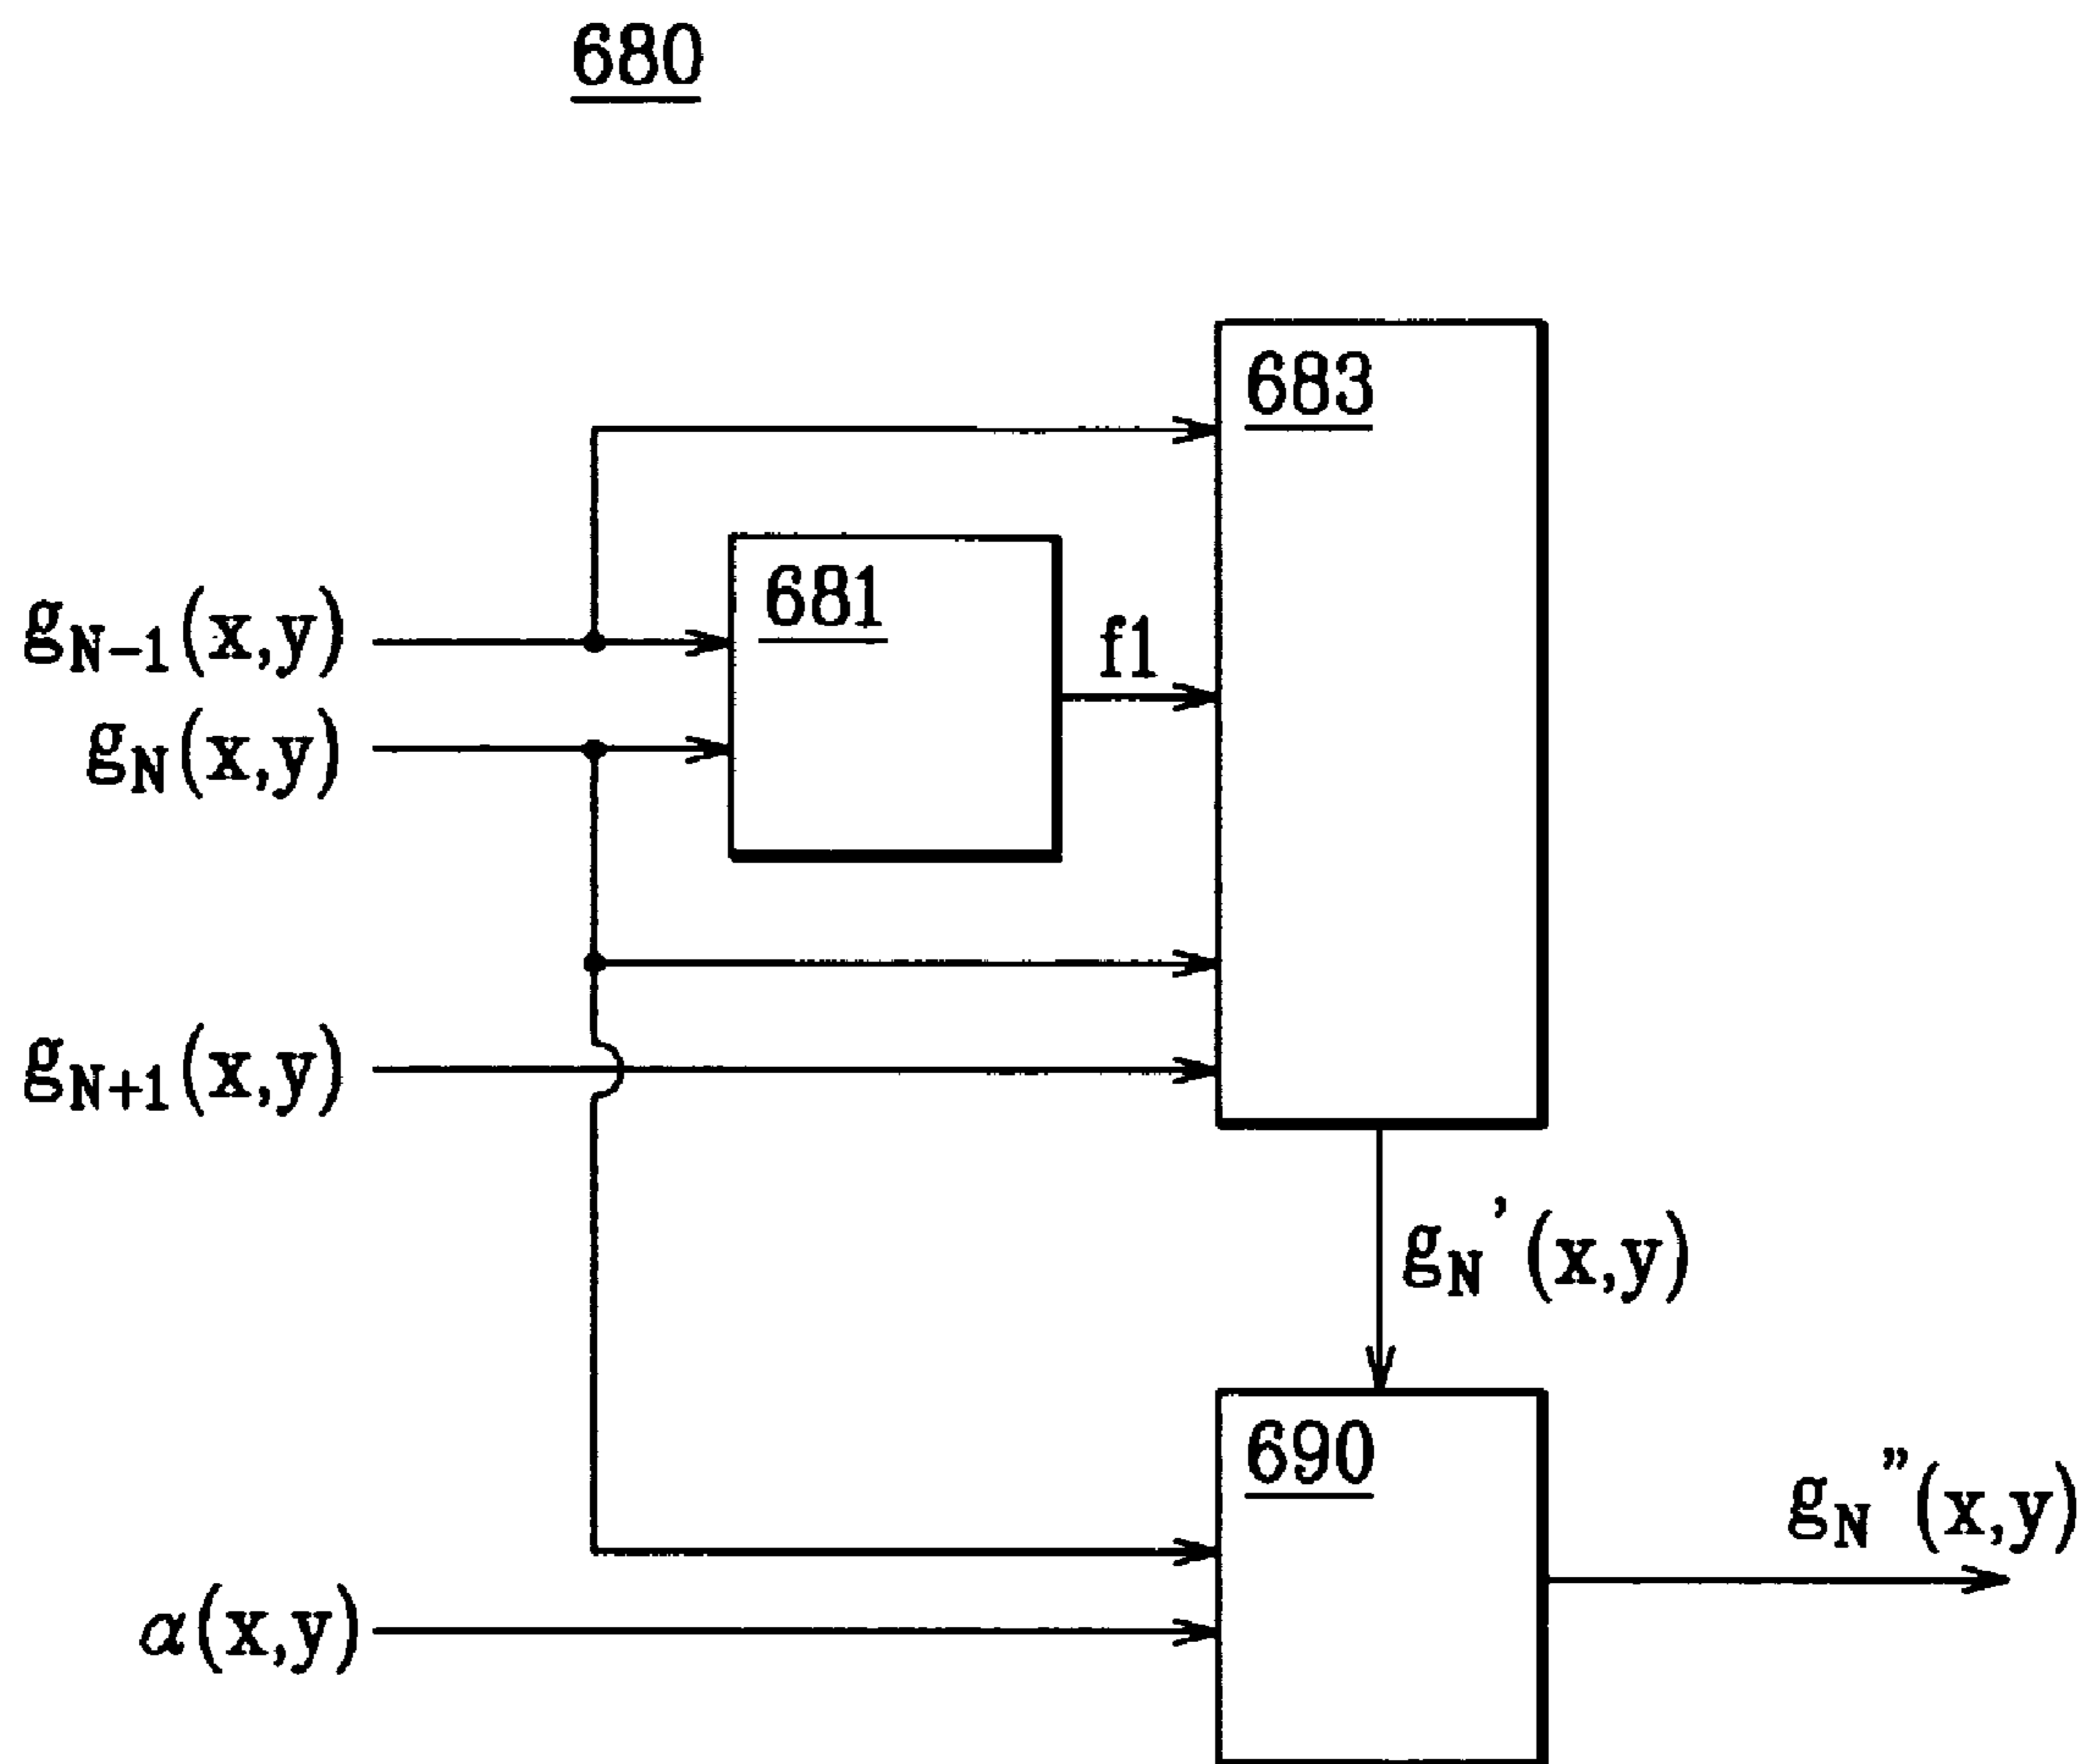 680
683
681
g_{N-1}(x,y)
f1
g_N(x,y)
g_{N+1}(x,y)
g_N'(x,y)
690
g_N"(x,y)
α(x,y)